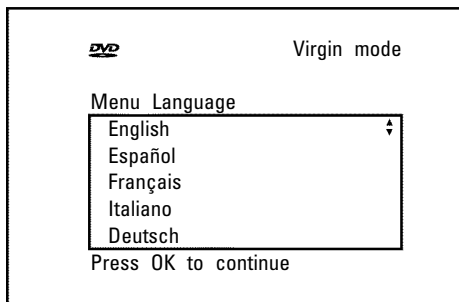 DVD Virgin mode
Menu Language
English
Español
Français
Italiano
Deutsch
Press OK to continue